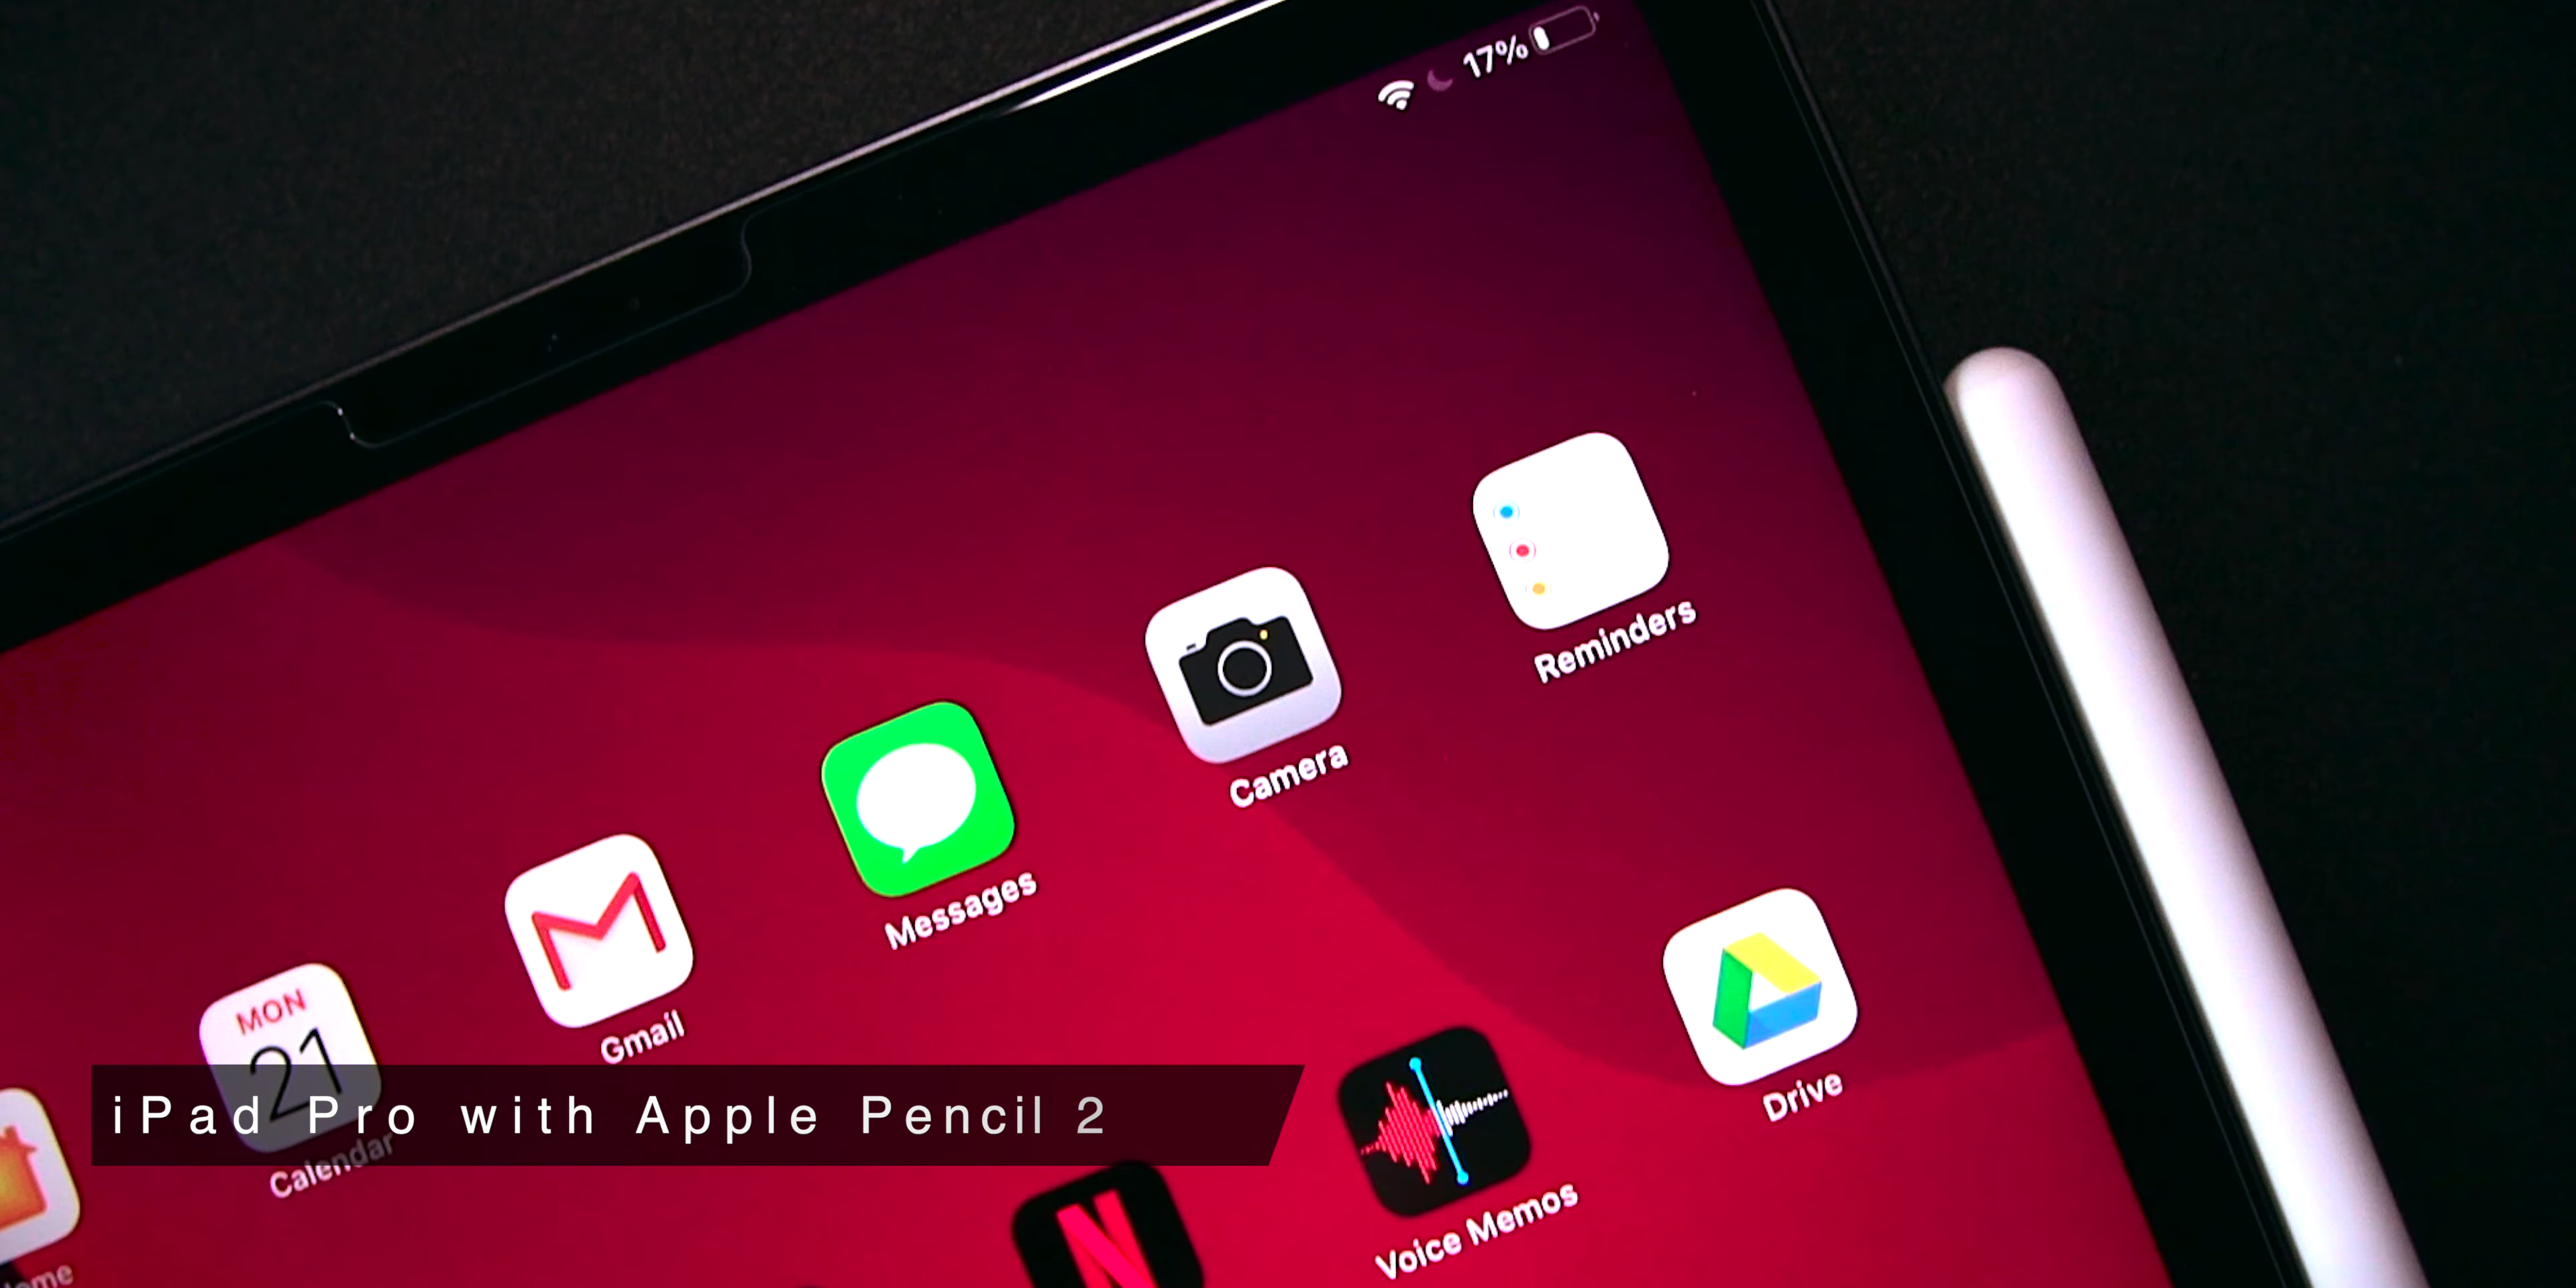 17%
Reminders
Camera
Messages
Gmail
MON
21
Calendar
Drive
Voice Memos
N
iPad Pro with Apple Pencil 2